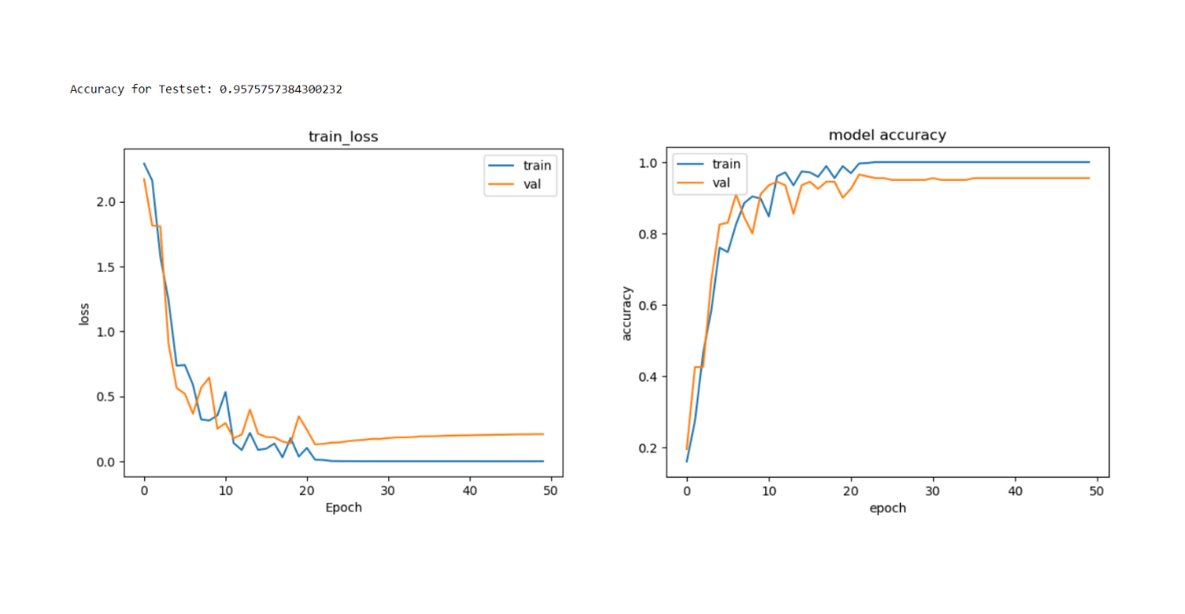 Accuracy for Testset: 0.9575757384300232
train_loss
train
val
2.0
1.5
1.0
0.5
0.0
loss
0 10 20 30 40 50
Epoch
model accuracy
train
val
1.0
0.8
0.6
0.4
0.2
accuracy
0 10 20 30 40 50
epoch